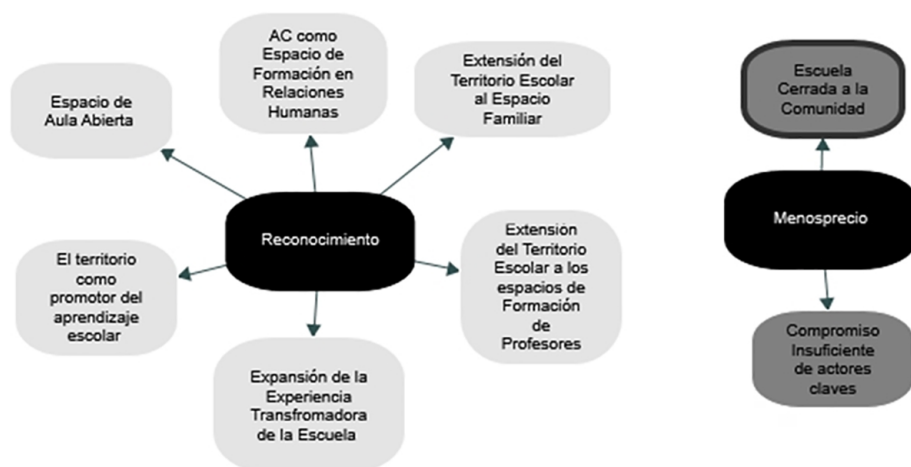 Espacio de
Aula Abierta
AC como
Espacio de
Formación en
Relaciones
Humanas
Extensión del
Territorio Escolar
al Espacio
Familiar
Reconocimiento
El territorio
como
promotor del
aprendizaje
escolar
Extensión
del Territorio
Escolar a los
espacios de
Formación
de
Profesores
Expansión de la
Experiencia
Transfromadora
de la Escuela
Escuela
Cerrada a la
Comunidad
Menosprecio
Compromiso
Insuficiente
de actores
claves